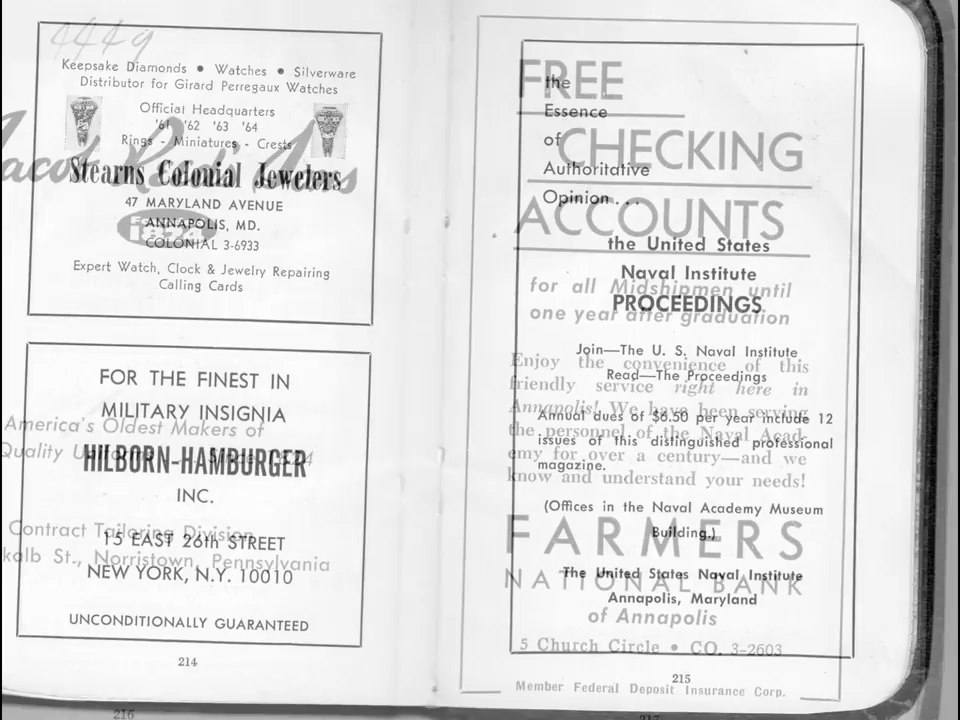 4449
Keepsake Diamonds • Watches • Silverware
Distributor for Girard Perregaux Watches
Official Headquarters
'61 '62 '63 '64
Rings - Miniatures - Crests
Stearns Colonial Jewelers
47 MARYLAND AVENUE
ANNAPOLIS, MD.
COLONIAL 3-6933
Expert Watch, Clock & Jewelry Repairing
Calling Cards
Jacob Reed's Sons
1824
FOR THE FINEST IN
MILITARY INSIGNIA
HILBORN-HAMBURGER
INC.
15 EAST 26th STREET
NEW YORK, N.Y. 10010
UNCONDITIONALLY GUARANTEED
America's Oldest Makers of
Quality
Contract Tailoring Division
kalb St., Norristown, Pennsylvania
214
216
the
Essence
of
Authoritative
Opinion . . .
the United States
Naval Institute
PROCEEDINGS
Join—The U. S. Naval Institute
Read—The Proceedings
Annual dues of $6.50 per year include 12
issues of this distinguished professional
magazine.
(Offices in the Naval Academy Museum
Building.)
The United States Naval Institute
Annapolis, Maryland
215
FREE
CHECKING
ACCOUNTS
for all Midshipmen until
one year after graduation
Enjoy the convenience of this
friendly service right here in
Annapolis! We have been serving
the personnel of the Naval Acad-
emy for over a century—and we
know and understand your needs!
FARMERS
NATIONAL BANK
of Annapolis
5 Church Circle • CO. 3-2603
Member Federal Deposit Insurance Corp.
217